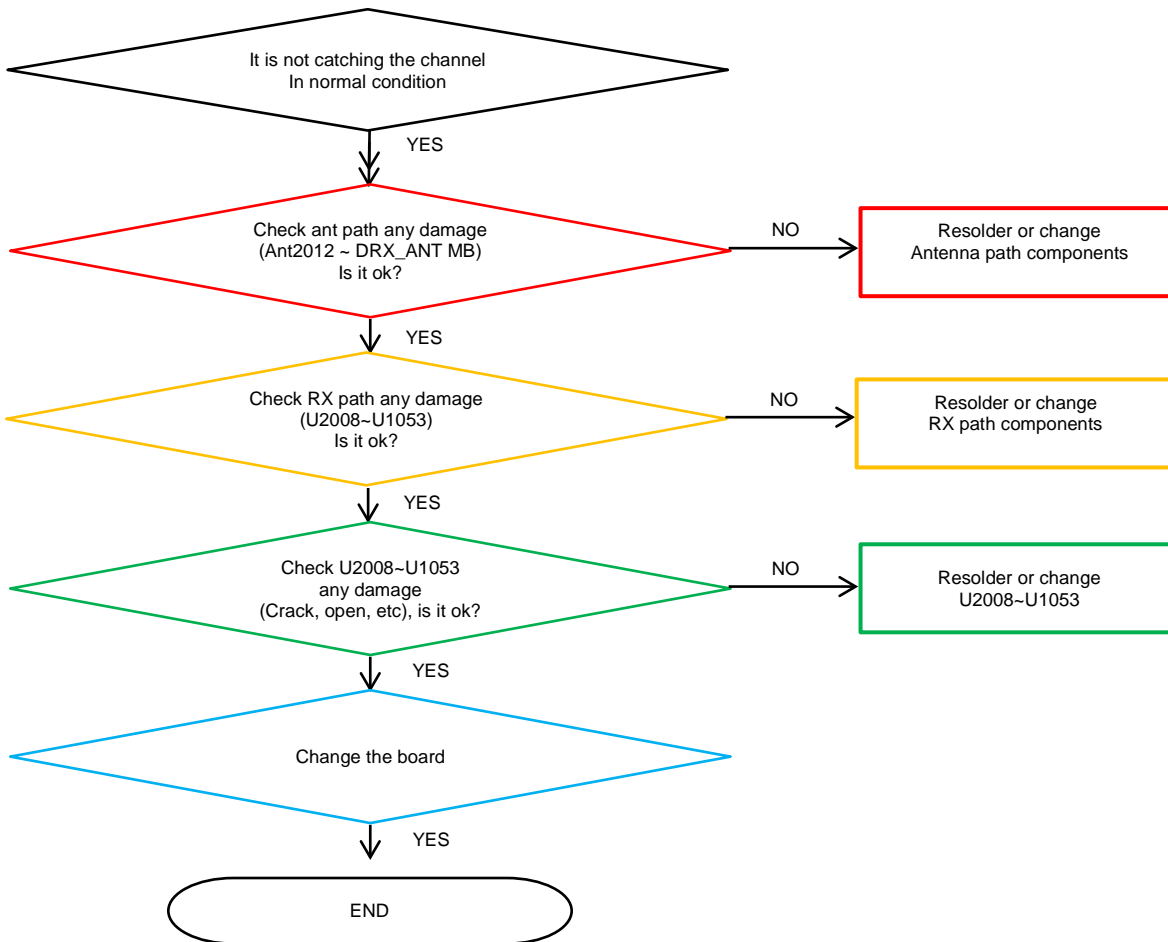 It is not catching the channel
In normal condition
YES
Check ant path any damage
(Ant2012 ~ DRX_ANT MB)
Is it ok?
NO
Resolder or change
Antenna path components
YES
Check RX path any damage
(U2008~U1053)
Is it ok?
NO
Resolder or change
RX path components
YES
Check U2008~U1053
any damage
(Crack, open, etc), is it ok?
NO
Resolder or change
U2008~U1053
YES
Change the board
YES
END